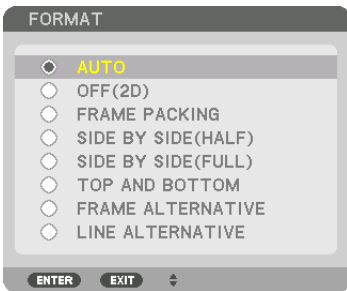 FORMAT
AUTO
OFF(2D)
FRAME PACKING
SIDE BY SIDE(HALF)
SIDE BY SIDE(FULL)
TOP AND BOTTOM
FRAME ALTERNATIVE
LINE ALTERNATIVE
ENTER EXIT